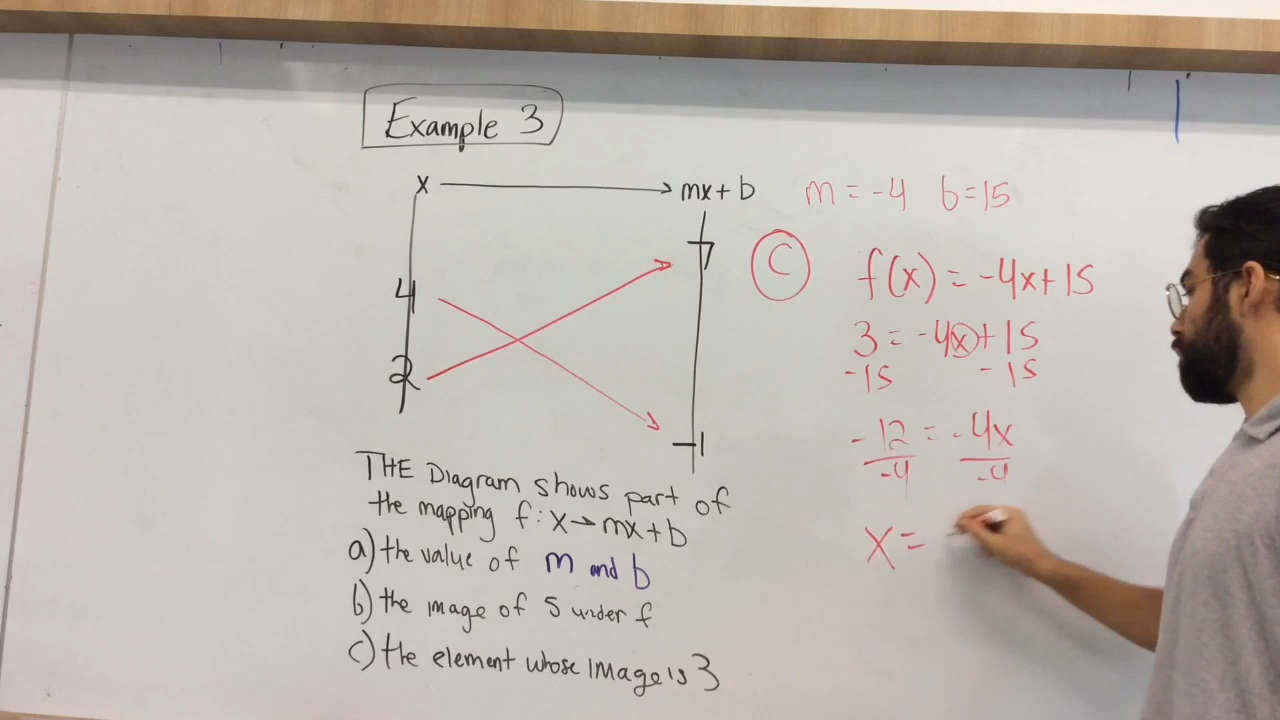 Example 3
x → mx+b
4
2
7
-1
THE Diagram shows part of
the mapping f: x → mx+b
a) the value of m and b
b) the image of 5 under f
c) the element whose image is 3
m = -4 b=15
C
f(x) = -4x+15
3 = -4x+15
-15 -15
-12 = -4x
-4 -4
x =